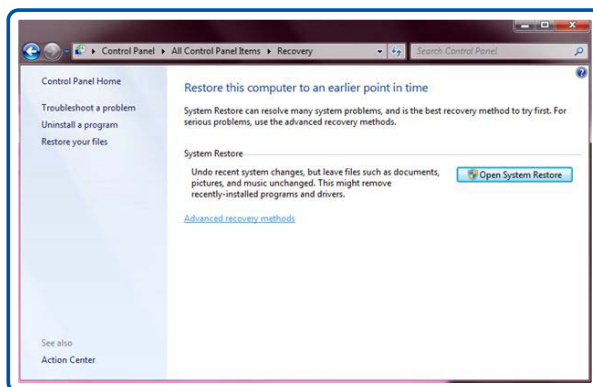 Control Panel ▸ All Control Panel Items ▸ Recovery
Search Control Panel
Control Panel Home
Troubleshoot a problem
Uninstall a program
Restore your files
See also
Action Center
Restore this computer to an earlier point in time
System Restore can resolve many system problems, and is the best recovery method to try first. For
serious problems, use the advanced recovery methods.
System Restore
Undo recent system changes, but leave files such as documents,
pictures, and music unchanged. This might remove
recently-installed programs and drivers.
Open System Restore
Advanced recovery methods